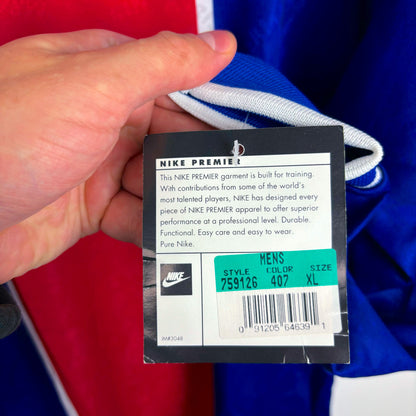 NIKE PREMIER
This NIKE PREMIER garment is built for training.
With contributions from some of the world's
most talented players, NIKE has designed every
piece of NIKE PREMIER apparel to offer superior
performance at a professional level. Durable.
Functional. Easy care and easy to wear.
Pure Nike.
MENS
STYLE COLOR SIZE
759126 407 XL
NIKE
0 91205 64639 1